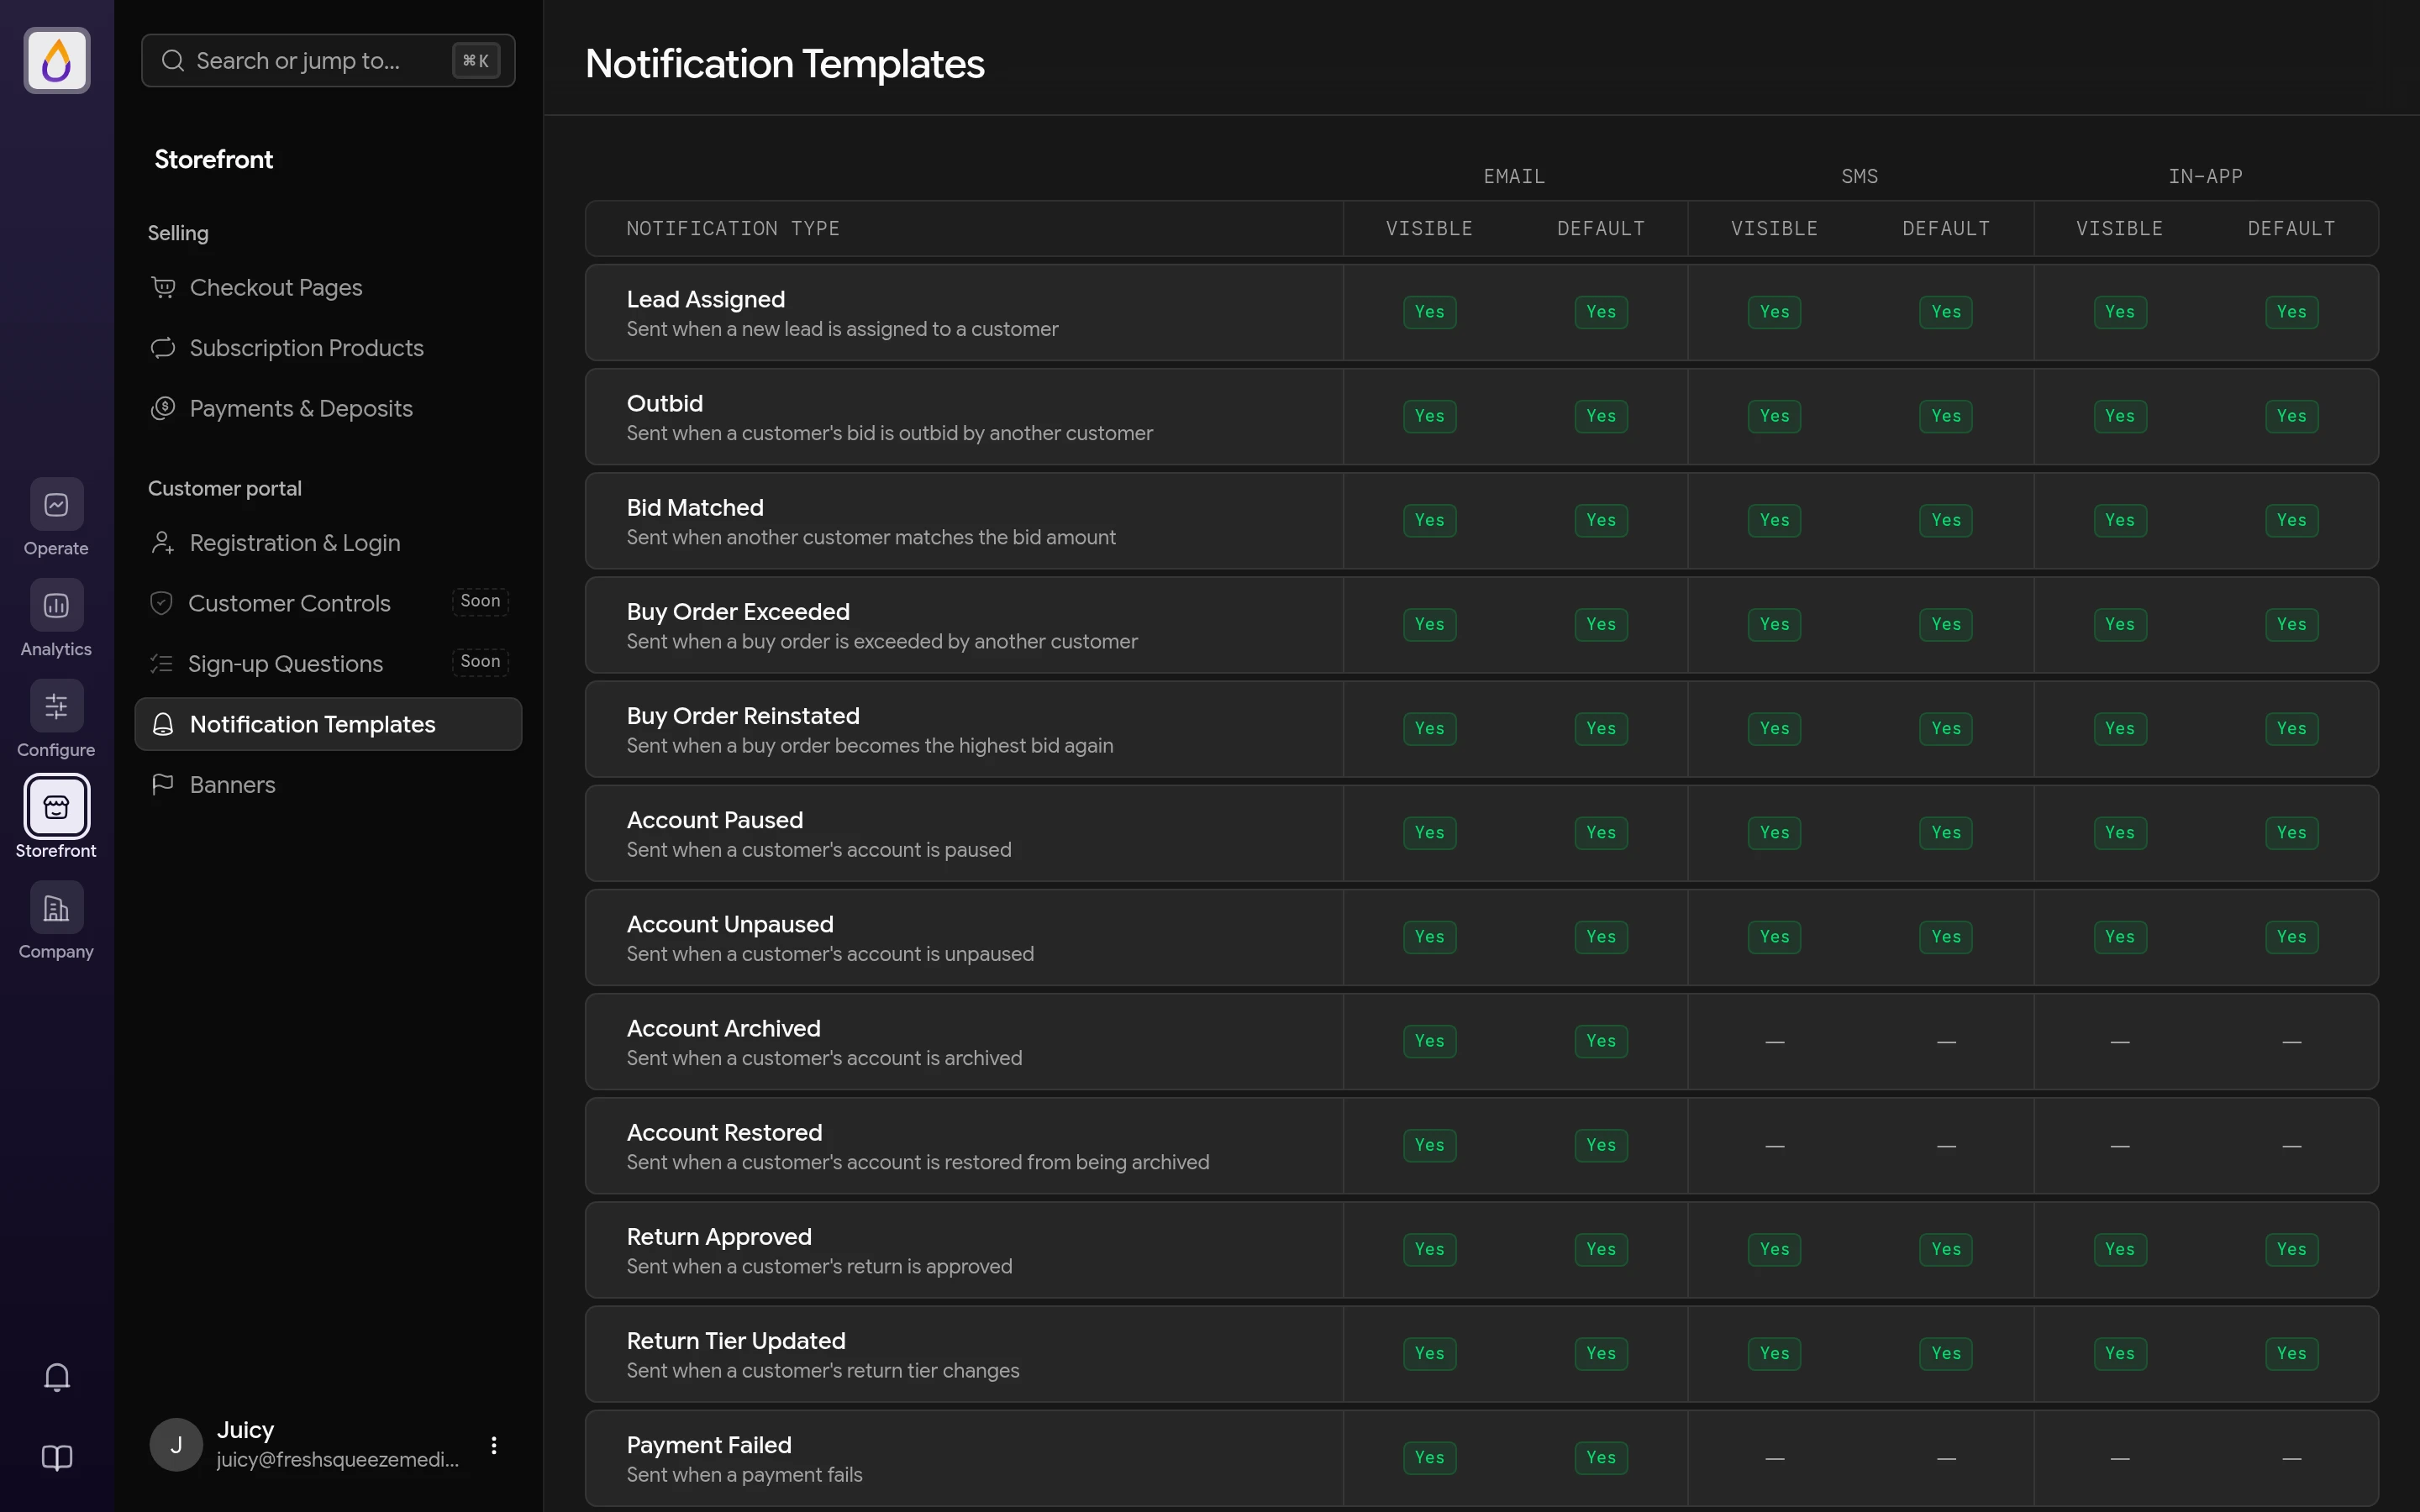 Search or jump to...
⌘K
Storefront
Selling
Checkout Pages
Subscription Products
Payments & Deposits
Customer portal
Registration & Login
Customer Controls
Soon
Sign-up Questions
Soon
Notification Templates
Banners
Operate
Analytics
Configure
Storefront
Company
J
Juicy
juicy@freshsqueezemedi...
Notification Templates
EMAIL SMS IN-APP
NOTIFICATION TYPE VISIBLE DEFAULT VISIBLE DEFAULT VISIBLE DEFAULT
Lead Assigned
Sent when a new lead is assigned to a customer
Yes Yes Yes Yes Yes Yes
Outbid
Sent when a customer's bid is outbid by another customer
Yes Yes Yes Yes Yes Yes
Bid Matched
Sent when another customer matches the bid amount
Yes Yes Yes Yes Yes Yes
Buy Order Exceeded
Sent when a buy order is exceeded by another customer
Yes Yes Yes Yes Yes Yes
Buy Order Reinstated
Sent when a buy order becomes the highest bid again
Yes Yes Yes Yes Yes Yes
Account Paused
Sent when a customer's account is paused
Yes Yes Yes Yes Yes Yes
Account Unpaused
Sent when a customer's account is unpaused
Yes Yes Yes Yes Yes Yes
Account Archived
Sent when a customer's account is archived
Yes Yes — — — —
Account Restored
Sent when a customer's account is restored from being archived
Yes Yes — — — —
Return Approved
Sent when a customer's return is approved
Yes Yes Yes Yes Yes Yes
Return Tier Updated
Sent when a customer's return tier changes
Yes Yes Yes Yes Yes Yes
Payment Failed
Sent when a payment fails
Yes Yes — — — —